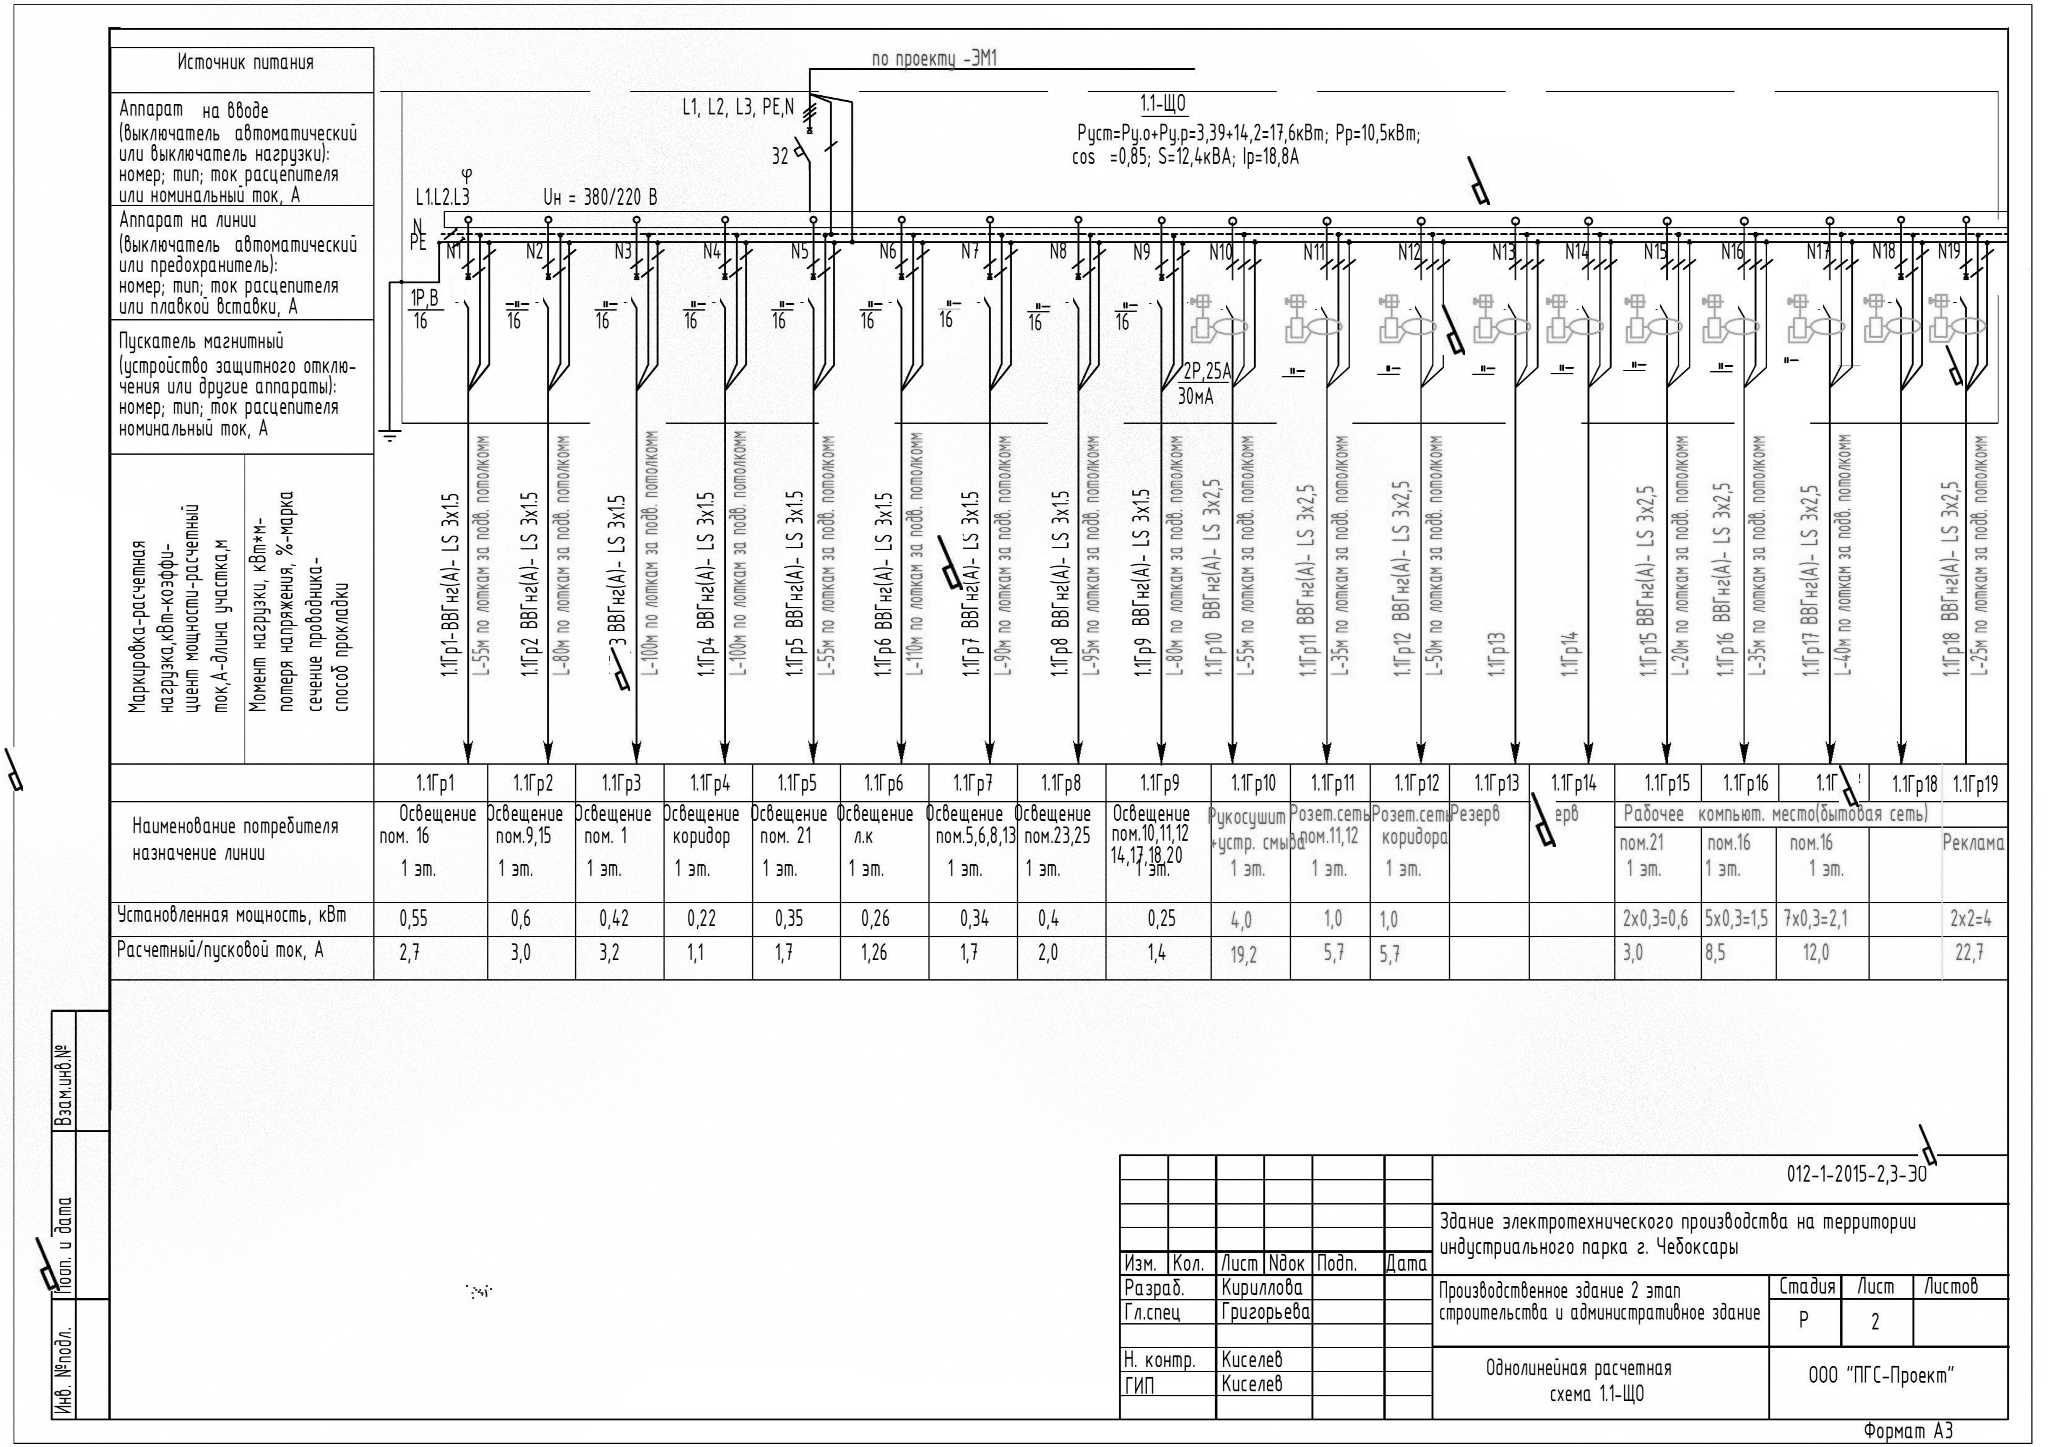 Источник питания
Аппарат на вводе
(выключатель автоматический
или выключатель нагрузки):
номер; тип; ток расцепителя
или номинальный ток, А
Аппарат на линии
(выключатель автоматический
или предохранитель):
номер; тип; ток расцепителя
или плавкой вставки, А
Пускатель магнитный
(устройство защитного отклю-
чения или другие аппараты):
номер; тип; ток расцепителя
номинальный ток, А
Маркировка-расчетная
нагрузка,кВт-коэффи-
циент мощности-расчетный
ток,А-длина участка,м
Момент нагрузки, кВт*м-
потеря напряжения, %-марка
сечение проводника-
способ прокладки
по проекту -ЭМ1
L1, L2, L3, PE,N
32
1.1-ЩО
Руст=Ру.о+Ру.р=3,39+14,2=17,6кВт; Рр=10,5кВт;
cos =0,85; S=12,4кВА; Iр=18,8А
φ
L1.L2.L3
Uн = 380/220 В
N
PE
N1 N2 N3 N4 N5 N6 N7 N8 N9 N10 N11 N12 N13 N14 N15 N16 N17 N18 N19
1Р,В
16
-"- 16
"- 16
"- 16
"- 16
"- 16
"- 16
"- 16
"- 16
2Р,25А
30мА
"- "- "- "- "- "- "-
1.1Гр1-ВВГнг(А)- LS 3х1.5
L-55м по лоткам за подв. потолкомм
1.1Гр2 ВВГнг(А)- LS 3х1.5
L-80м по лоткам за подв. потолкомм
3 ВВГнг(А)- LS 3х1.5
L-100м по лоткам за подв. потолкомм
1.1Гр4 ВВГнг(А)- LS 3х1.5
L-100м по лоткам за подв. потолкомм
1.1Гр5 ВВГнг(А)- LS 3х1.5
L-55м по лоткам за подв. потолкомм
1.1Гр6 ВВГнг(А)- LS 3х1.5
L-110м по лоткам за подв. потолкомм
1.1Гр7 ВВГнг(А)- LS 3х1.5
L-90м по лоткам за подв. потолкомм
1.1Гр8 ВВГнг(А)- LS 3х1.5
L-95м по лоткам за подв. потолкомм
1.1Гр9 ВВГнг(А)- LS 3х1.5
L-80м по лоткам за подв. потолкомм
1.1Гр10 ВВГнг(А)- LS 3х2,5
L-55м по лоткам за подв. потолкомм
1.1Гр11 ВВГнг(А)- LS 3х2,5
L-35м по лоткам за подв. потолкомм
1.1Гр12 ВВГнг(А)- LS 3х2,5
L-50м по лоткам за подв. потолкомм
1.1Гр13
1.1Гр14
1.1Гр15 ВВГнг(А)- LS 3х2,5
L-20м по лоткам за подв. потолкомм
1.1Гр16 ВВГнг(А)- LS 3х2,5
L-35м по лоткам за подв. потолкомм
1.1Гр17 ВВГнг(А)- LS 3х2,5
L-40м по лоткам за подв. потолкомм
1.1Гр18 ВВГнг(А)- LS 3х2,5
L-25м по лоткам за подв. потолкомм
1.1Гр1 1.1Гр2 1.1Гр3 1.1Гр4 1.1Гр5 1.1Гр6 1.1Гр7 1.1Гр8 1.1Гр9 1.1Гр10 1.1Гр11 1.1Гр12 1.1Гр13 1.1Гр14 1.1Гр15 1.1Гр16 1.1Г 1.1Гр18 1.1Гр19
Наименование потребителя
назначение линии
Освещение
пом. 16
1 эт.
Освещение
пом.9,15
1 эт.
Освещение
пом. 1
1 эт.
Освещение
коридор
1 эт.
Освещение
пом. 21
1 эт.
Освещение
л.к
1 эт.
Освещение
пом.5,6,8,13
1 эт.
Освещение
пом.23,25
1 эт.
Освещение
пом.10,11,12
14,17,18,20
1 эт.
Рукосушит
+устр. смыва
1 эт.
Розет.сеть
пом.11,12
1 эт.
Розет.сеть
коридора
1 эт.
Резерв
ерв
Рабочее компьют. место(бытовая сеть)
пом.21
1 эт.
пом.16
1 эт.
пом.16
1 эт.
Реклама
Установленная мощность, кВт 0,55 0,6 0,42 0,22 0,35 0,26 0,34 0,4 0,25 4,0 1,0 1,0 2х0,3=0,6 5х0,3=1,5 7х0,3=2,1 2х2=4
Расчетный/пусковой ток, А 2,7 3,0 3,2 1,1 1,7 1,26 1,7 2,0 1,4 19,2 5,7 5,7 3,0 8,5 12,0 22,7
Взам.инв.№
Подп. и дата
Инв. №подл.
012-1-2015-2,3-ЭО
Здание электротехнического производства на территории
индустриального парка г. Чебоксары
Изм. Кол. Лист Nдок Подп. Дата
Разраб. Кириллова
Гл.спец Григорьева
Н. контр. Киселев
ГИП Киселев
Производственное здание 2 этап
строительства и административное здание
Стадия Лист Листов
Р 2
Однолинейная расчетная
схема 1.1-ЩО
ООО "ПГС-Проект"
Формат А3